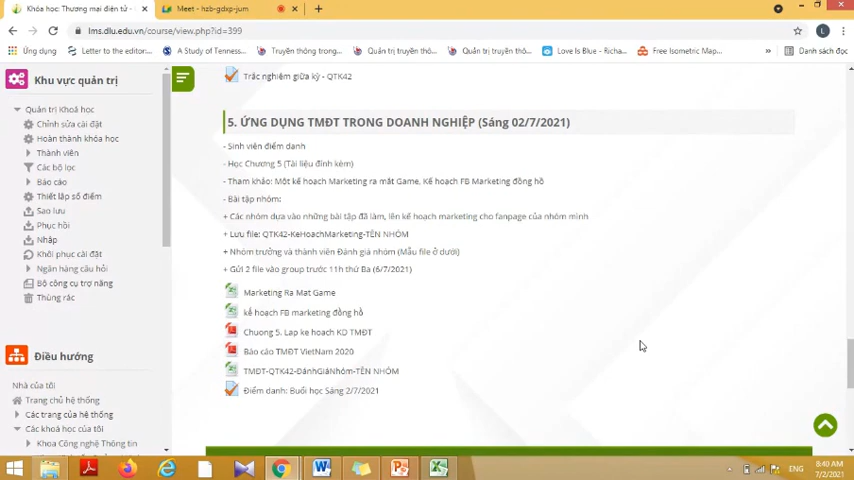 Khóa học: Thương mại điện tử -
Meet - hzb-gdxp-jum
lms.dlu.edu.vn/course/view.php?id=399
Ứng dụng
Letter to the editor...
A Study of Tenness...
Truyền thông trong...
Quản trị truyền thô...
Quản trị truyền thô...
Love Is Blue - Richa...
Free Isometric Map...
Danh sách đọc
Khu vực quản trị
Quản trị Khoá học
Chỉnh sửa cài đặt
Hoàn thành khóa học
Thành viên
Các bộ lọc
Báo cáo
Thiết lập sổ điểm
Sao lưu
Phục hồi
Nhập
Khôi phục cài đặt
Ngân hàng câu hỏi
Bộ công cụ trợ năng
Thùng rác
Điều hướng
Nhà của tôi
Trang chủ hệ thống
Các trang của hệ thống
Các khoá học của tôi
Khoa Công nghệ Thông tin
Trắc nghiệm giữa kỳ - QTK42
5. ỨNG DỤNG TMĐT TRONG DOANH NGHIỆP (Sáng 02/7/2021)
- Sinh viên điểm danh
- Học Chương 5 (Tài liệu đính kèm)
- Tham khảo: Một kế hoạch Marketing ra mắt Game, Kế hoạch FB Marketing đồng hồ
- Bài tập nhóm:
+ Các nhóm dựa vào những bài tập đã làm, lên kế hoạch marketing cho fanpage của nhóm mình
+ Lưu file: QTK42-KeHoachMarketing-TÊN NHÓM
+ Nhóm trưởng và thành viên Đánh giá nhóm (Mẫu file ở dưới)
+ Gửi 2 file vào group trước 11h thứ Ba (6/7/2021)
Marketing Ra Mat Game
kế hoạch FB marketing đồng hồ
Chuong 5. Lap ke hoach KD TMĐT
Báo cáo TMĐT VietNam 2020
TMĐT-QTK42-ĐánhGiáNhóm-TÊN NHÓM
Điểm danh: Buổi học Sáng 2/7/2021
ENG
8:40 AM
7/2/2021